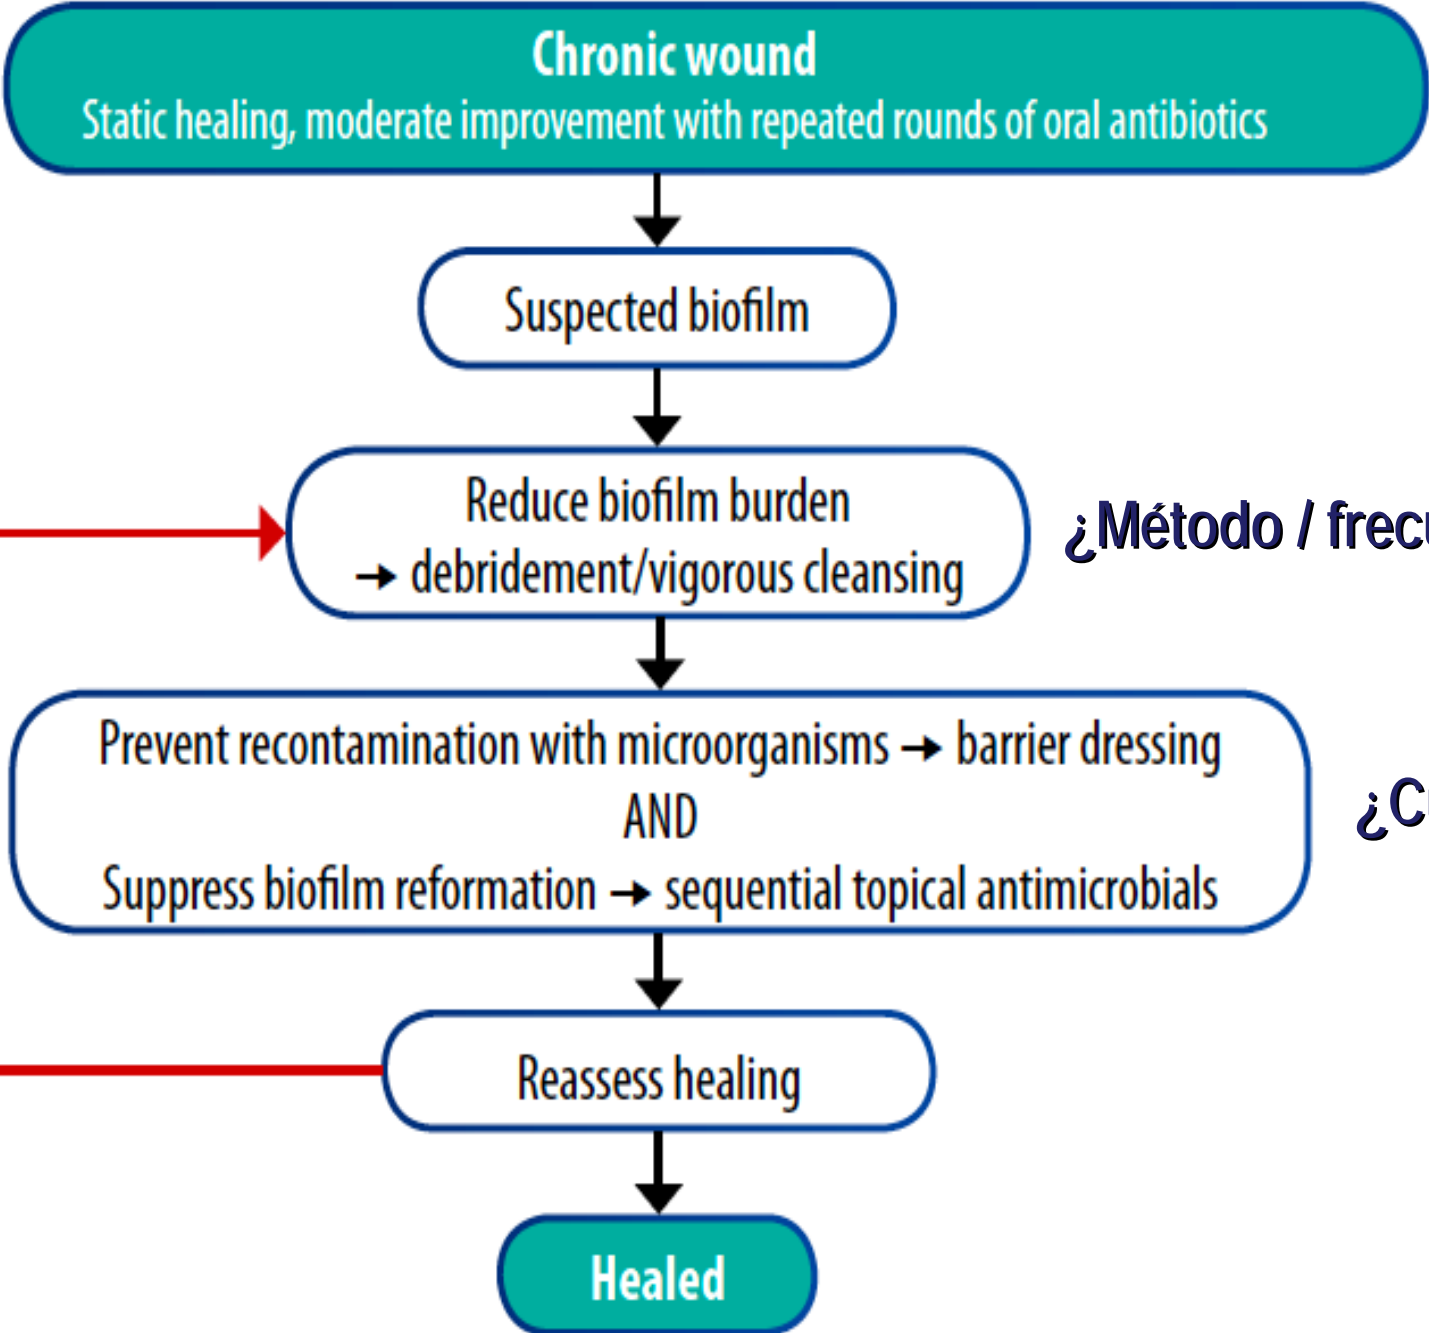 Chronic wound
Static healing, moderate improvement with repeated rounds of oral antibiotics
Suspected biofilm
Reduce biofilm burden
→ debridement/vigorous cleansing
¿Método /
Prevent recontamination with microorganisms → barrier dressing
AND
Suppress biofilm reformation → sequential topical antimicrobials
Reassess healing
Healed